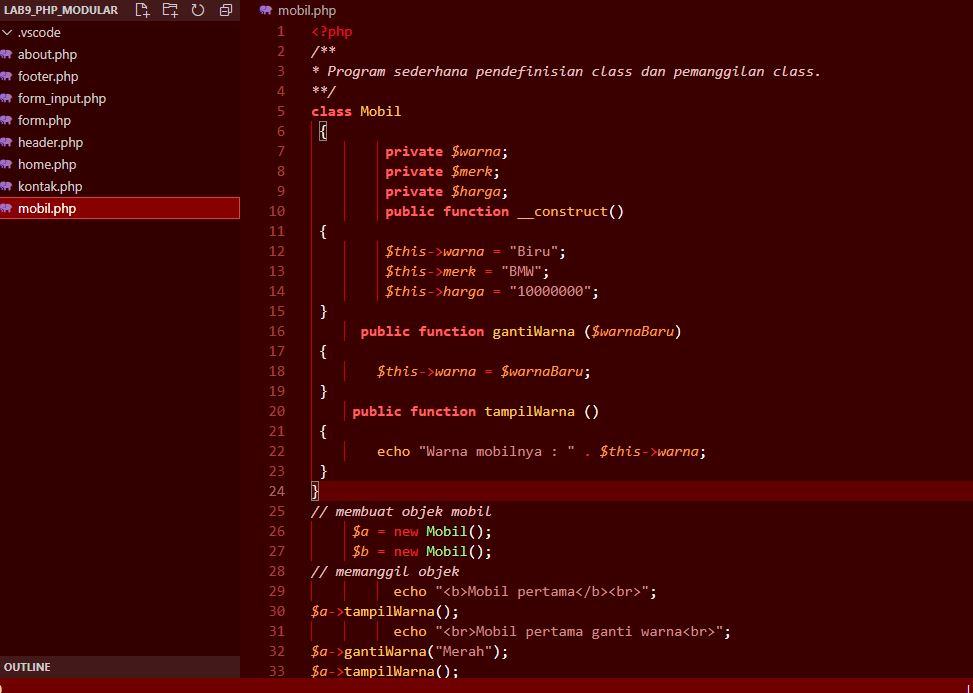 LAB9_PHP_MODULAR
.vscode
about.php
footer.php
form_input.php
form.php
header.php
home.php
kontak.php
mobil.php
OUTLINE
mobil.php
1 <?php
2 /**
3 * Program sederhana pendefinisian class dan pemanggilan class.
4 **/
5 class Mobil
6 {
7 private $warna;
8 private $merk;
9 private $harga;
10 public function __construct()
11 {
12 $this->warna = "Biru";
13 $this->merk = "BMW";
14 $this->harga = "10000000";
15 }
16 public function gantiWarna ($warnaBaru)
17 {
18 $this->warna = $warnaBaru;
19 }
20 public function tampilWarna ()
21 {
22 echo "Warna mobilnya : " . $this->warna;
23 }
24 }
25 // membuat objek mobil
26 $a = new Mobil();
27 $b = new Mobil();
28 // memanggil objek
29 echo "<b>Mobil pertama</b><br>";
30 $a->tampilWarna();
31 echo "<br>Mobil pertama ganti warna<br>";
32 $a->gantiWarna("Merah");
33 $a->tampilWarna();